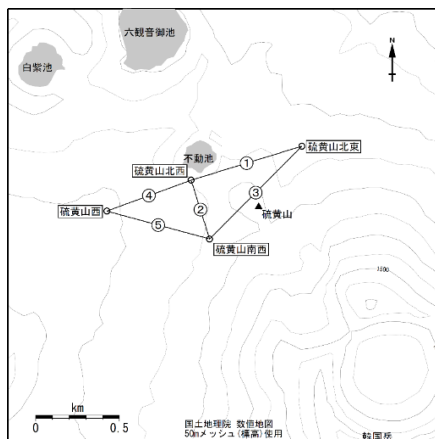 六観音御池
白紫池
N
不動池
硫黄山北東
①
硫黄山北西
④
③
硫黄山西
②
▲硫黄山
⑤
硫黄山南西
km
0 0.5
国土地理院 数値地図
50mメッシュ(標高)使用
韓国岳